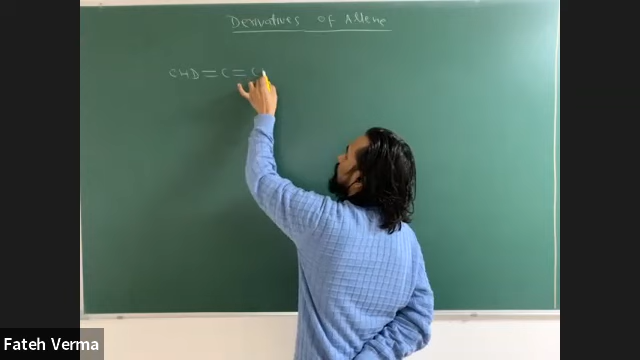 Derivatives of Allene
CHD=C=C
Fateh Verma